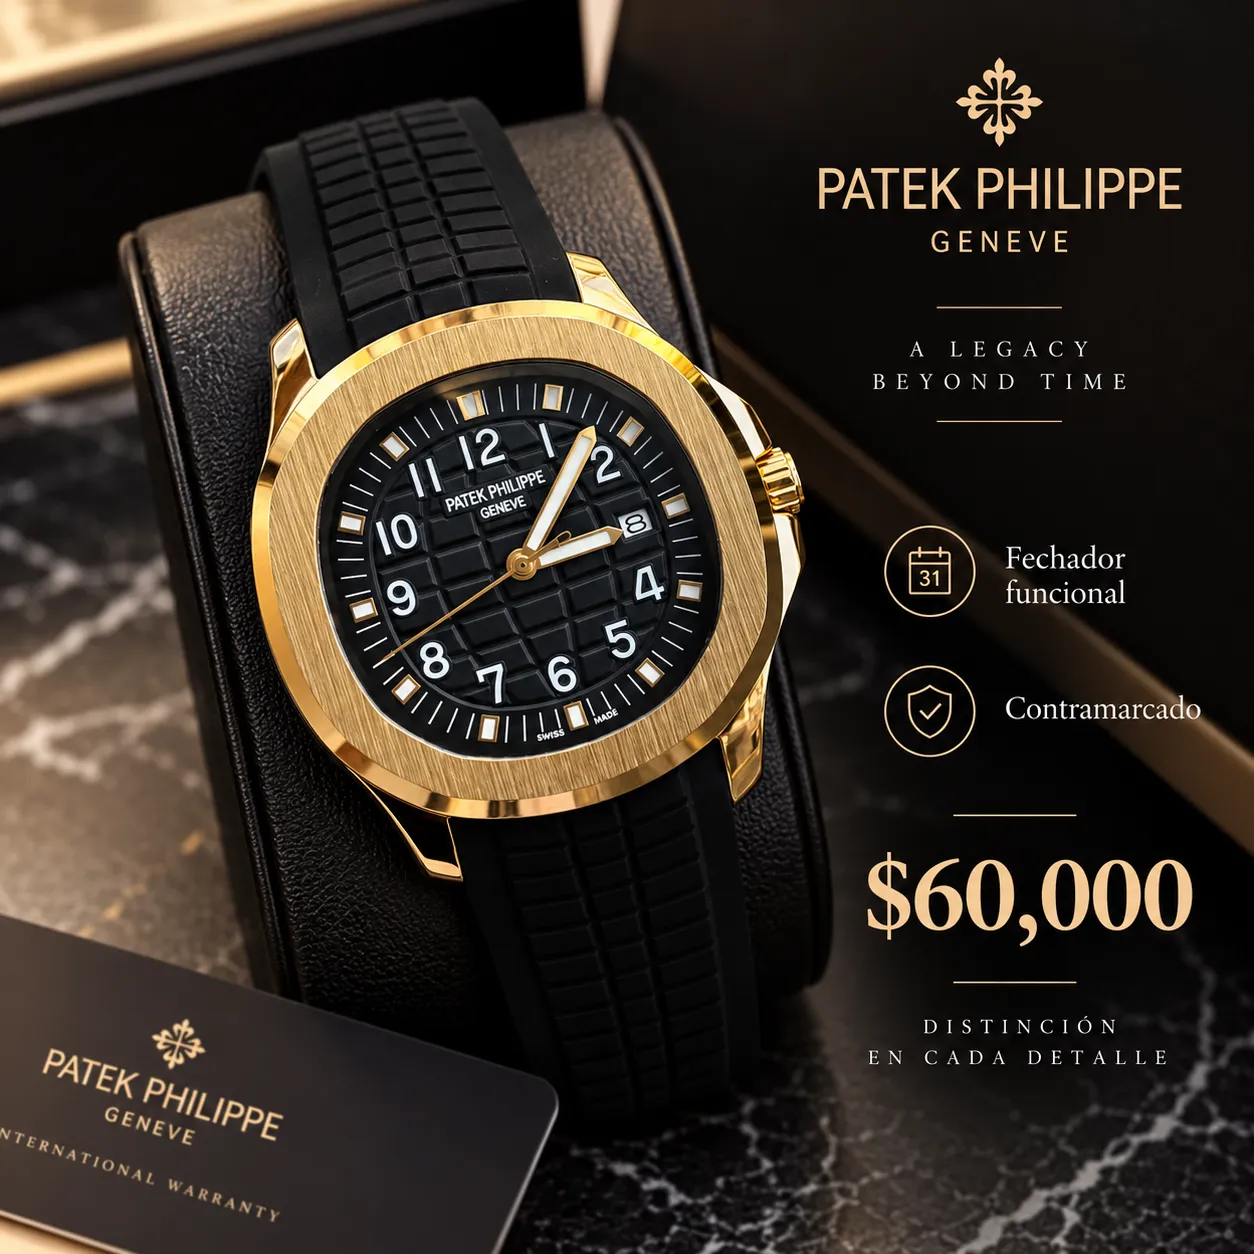 PATEK PHILIPPE
GENEVE
A LEGACY
BEYOND TIME
12
1
2
11
10
9
8
7
6
5
4
PATEK PHILIPPE
GENEVE
8
SWISS MADE
31
Fechador
funcional
Contramarcado
$60,000
DISTINCIÓN
EN CADA DETALLE
PATEK PHILIPPE
GENEVE
INTERNATIONAL WARRANTY